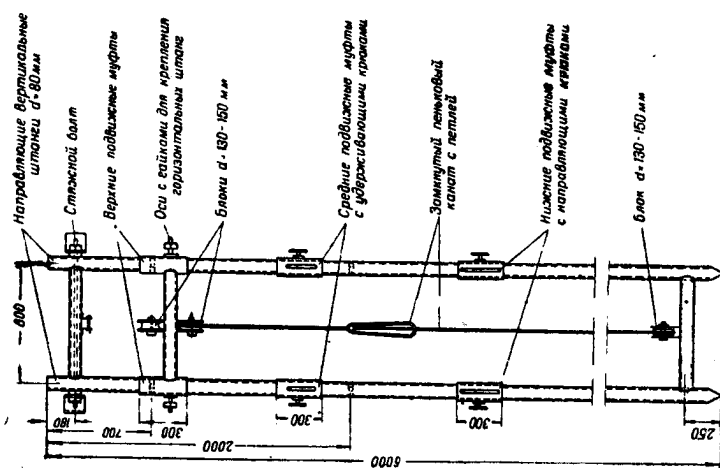 Направляющие вертикальные
штанги d=80мм
Стяжной болт
Верхние подвижные муфты
Оси с гайками для крепления
горизонтальных штанг
Блоки d=130-150 мм
Средние подвижные муфты
с удерживающими крюками
Замкнутый пеньковый
канат с петлей
Нижние подвижные муфты
с направляющими крюками
Блок d=130-150 мм
800
180
700
300
2000
300
300
6000
250